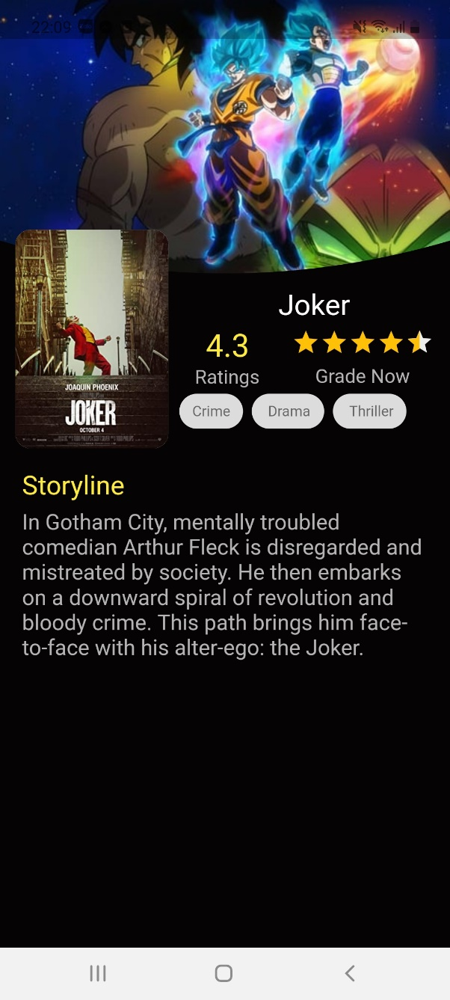 22:09
Joker
4.3
Ratings
Grade Now
Crime Drama Thriller
JOAQUIN PHOENIX
JOKER
OCTOBER 4
Storyline
In Gotham City, mentally troubled
comedian Arthur Fleck is disregarded and
mistreated by society. He then embarks
on a downward spiral of revolution and
bloody crime. This path brings him face-
to-face with his alter-ego: the Joker.